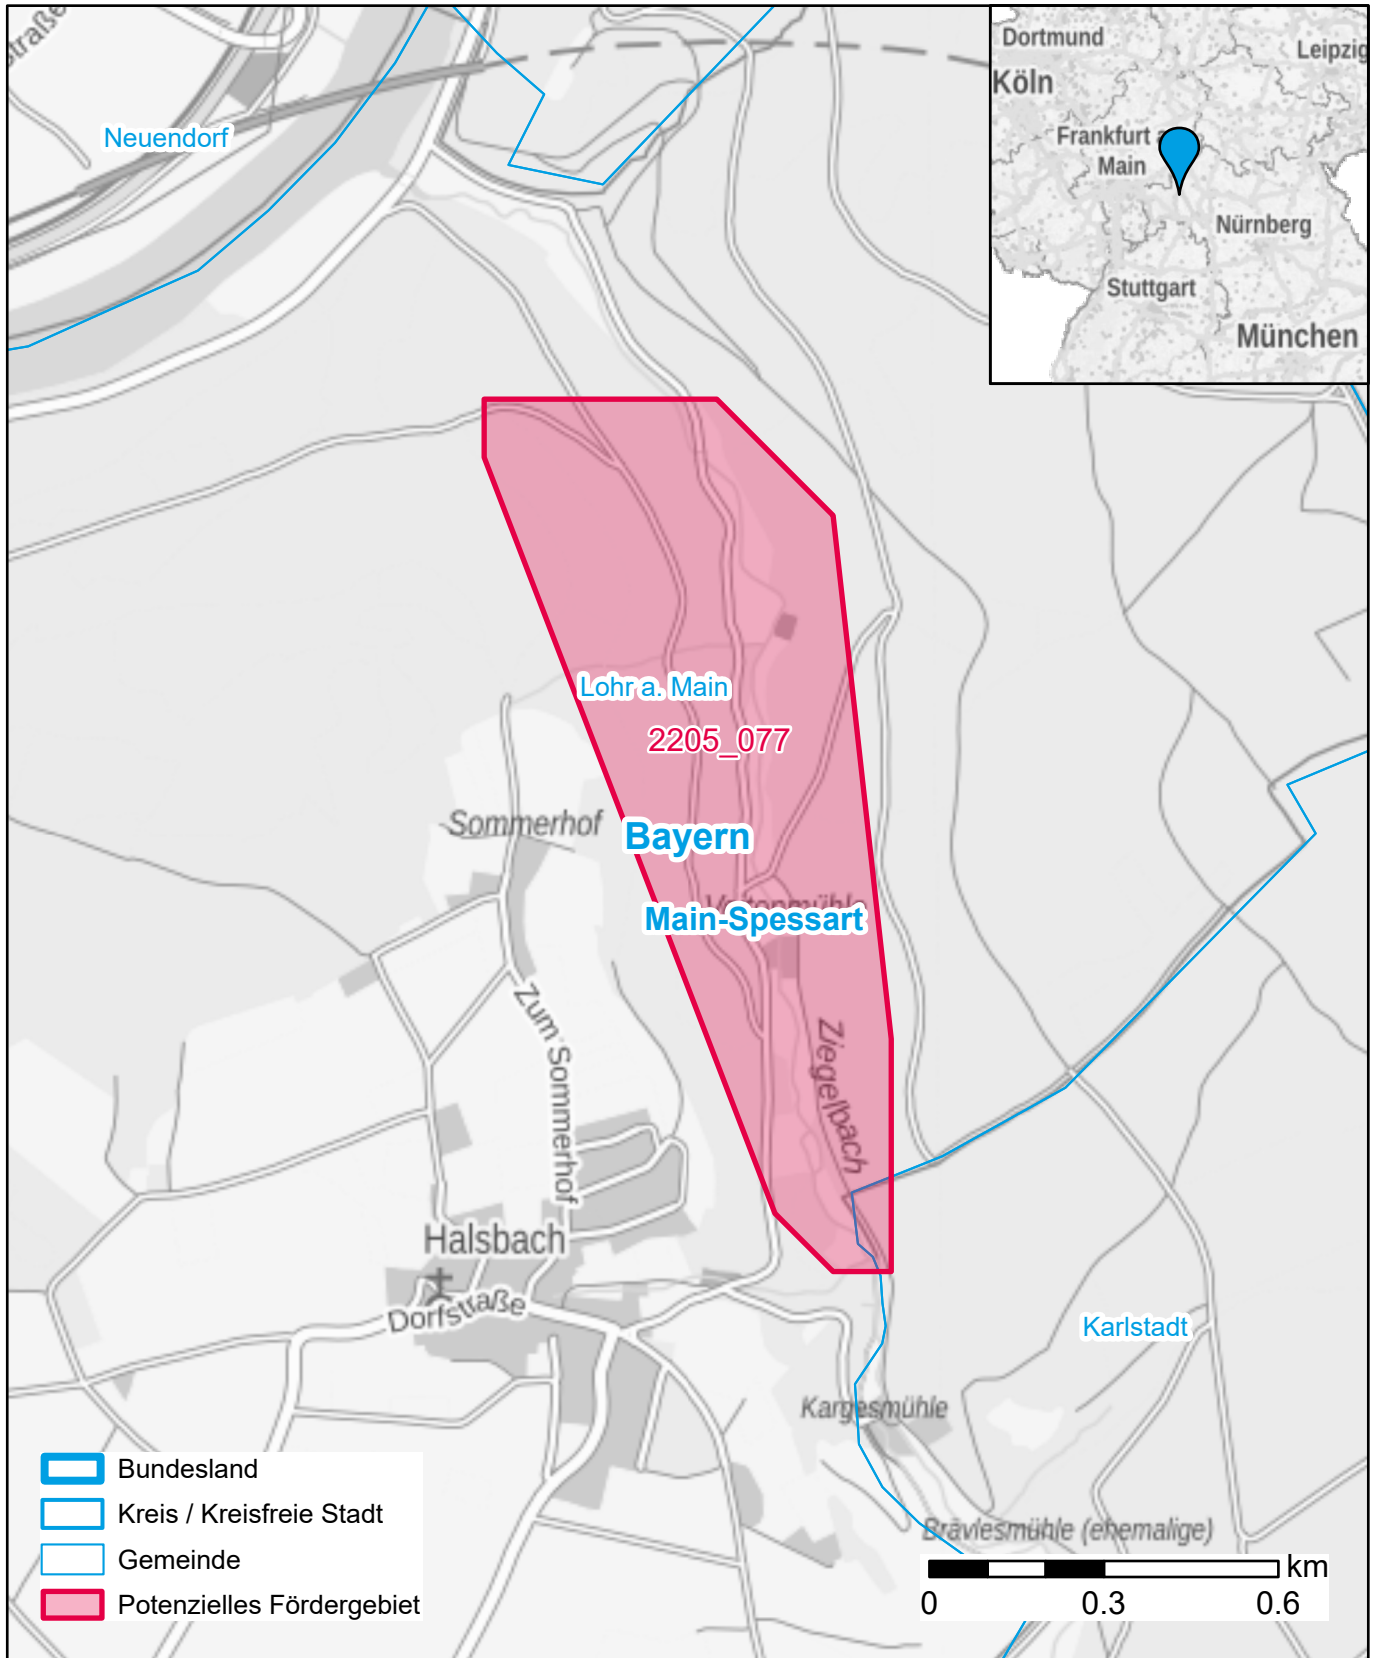 straße
Dortmund
Leipzig
Köln
Frankfurt a
Main
Nürnberg
Stuttgart
München
Neuendorf
Lohr a. Main
2205_077
Sommerhof
Bayern
Main-Spessart
Zum Sommerhof
Ziegelbach
Halsbach
Dorfstraße
Karlstadt
Kargesmühle
(ehemalige)
Bundesland
Kreis / Kreisfreie Stadt
Gemeinde
Potenzielles Fördergebiet
km
0 0.3 0.6